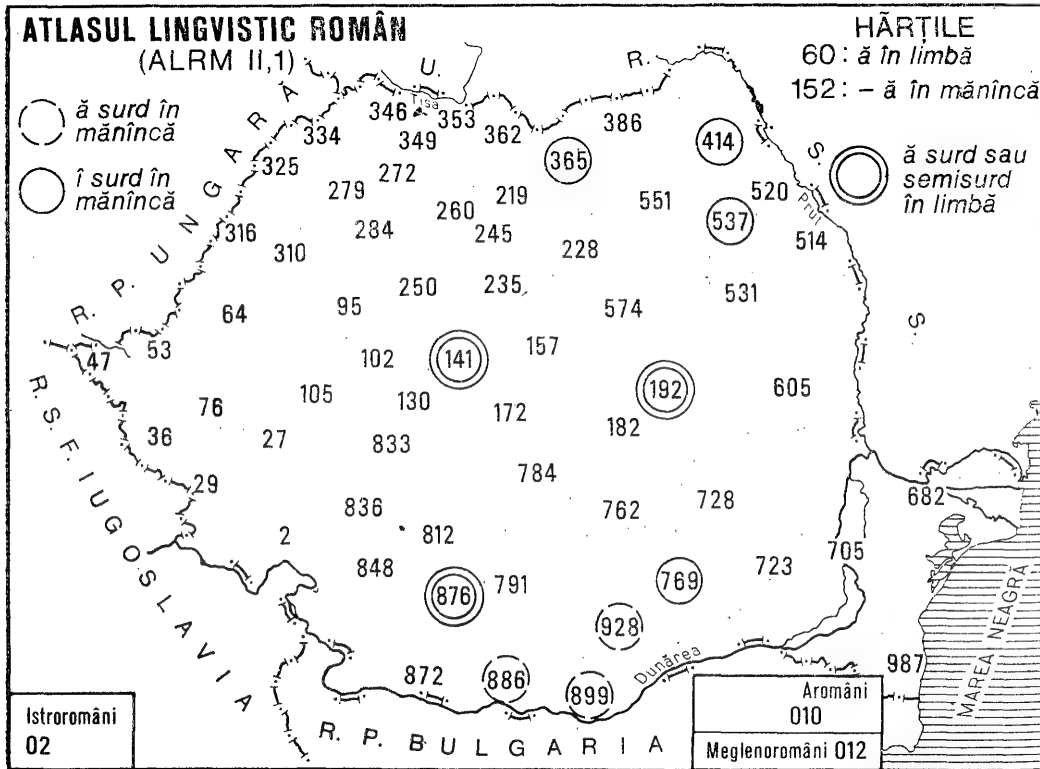 ATLASUL LINGVISTIC ROMÂN
(ALRM II,1)
HĂRȚILE
60: ă în limbă
152: – ă în mănîncă
ă surd în
mănîncă
î surd în
mănîncă
ă surd sau
semisurd
în limbă
U. R. S. S.
R. P. UNGARĂ
R. S. F. IUGOSLAVIA
R. P. BULGARIA
MAREA NEAGRĂ
Tisa
Prut
Dunărea
346 353 362 386
334 349 365 414
325 272
279 219 551 520
260 537
316 284 245 514
310 228
250 235 531
64 95 574
53 157
47 102 141
105 130 192 605
76 172
36 27 833 182
784
29 682
836 762 728
2 812
848 723 705
876 791 769
928
872 886 899 987
Istroromâni
02
Aromâni
010
Meglenoromâni 012